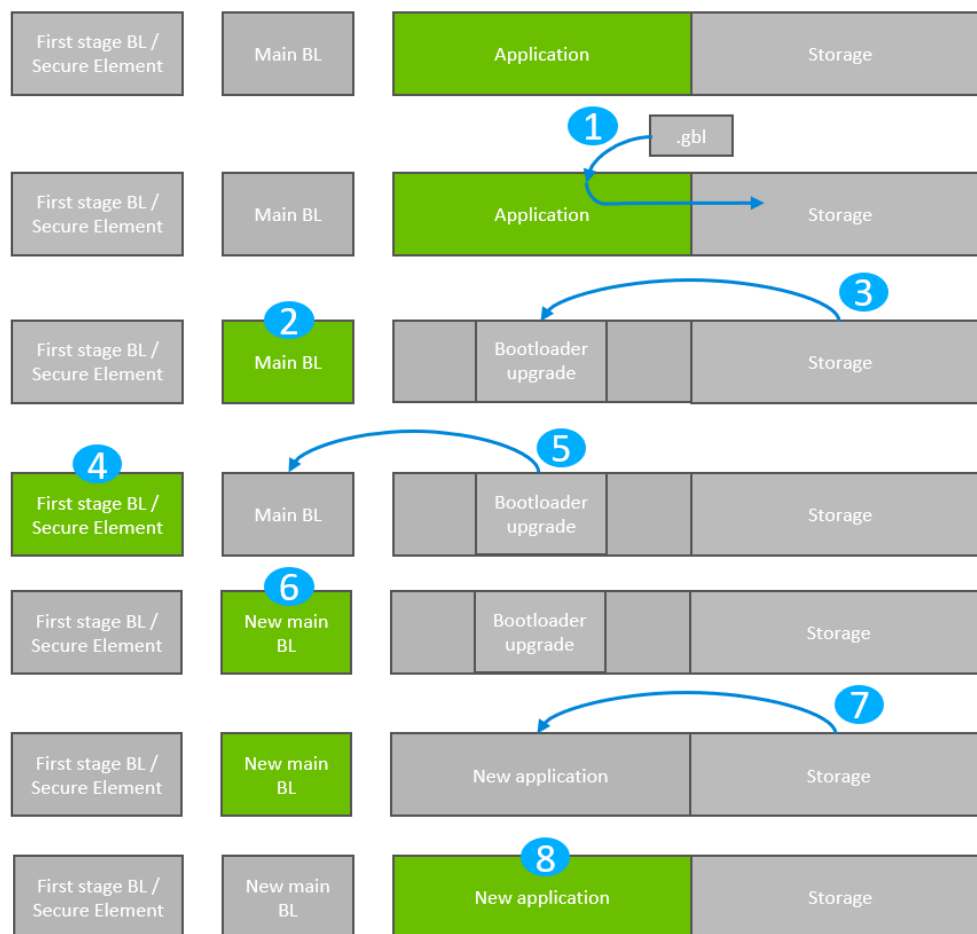 First stage BL /
Secure Element
Main BL
Application
Storage
1
.gbl
First stage BL /
Secure Element
Main BL
Application
Storage
2
3
First stage BL /
Secure Element
Main BL
Bootloader
upgrade
Storage
4
5
First stage BL /
Secure Element
Main BL
Bootloader
upgrade
Storage
6
First stage BL /
Secure Element
New main
BL
Bootloader
upgrade
Storage
7
First stage BL /
Secure Element
New main
BL
New application
Storage
8
First stage BL /
Secure Element
New main
BL
New application
Storage